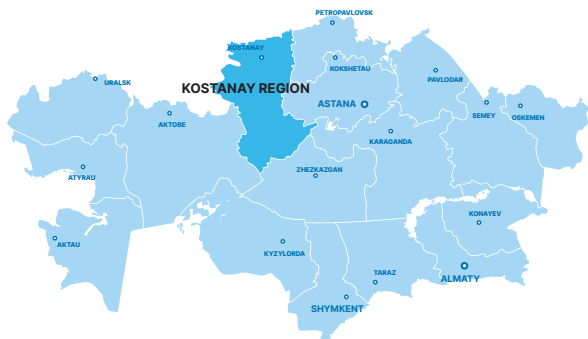 PETROPAVLOVSK
KOSTANAY
KOKSHETAU
PAVLODAR
URALSK
KOSTANAY REGION
ASTANA
SEMEY
OSKEMEN
AKTOBE
KARAGANDA
ZHEZKAZGAN
ATYRAU
KONAYEV
AKTAU
KYZYLORDA
TARAZ
ALMATY
SHYMKENT